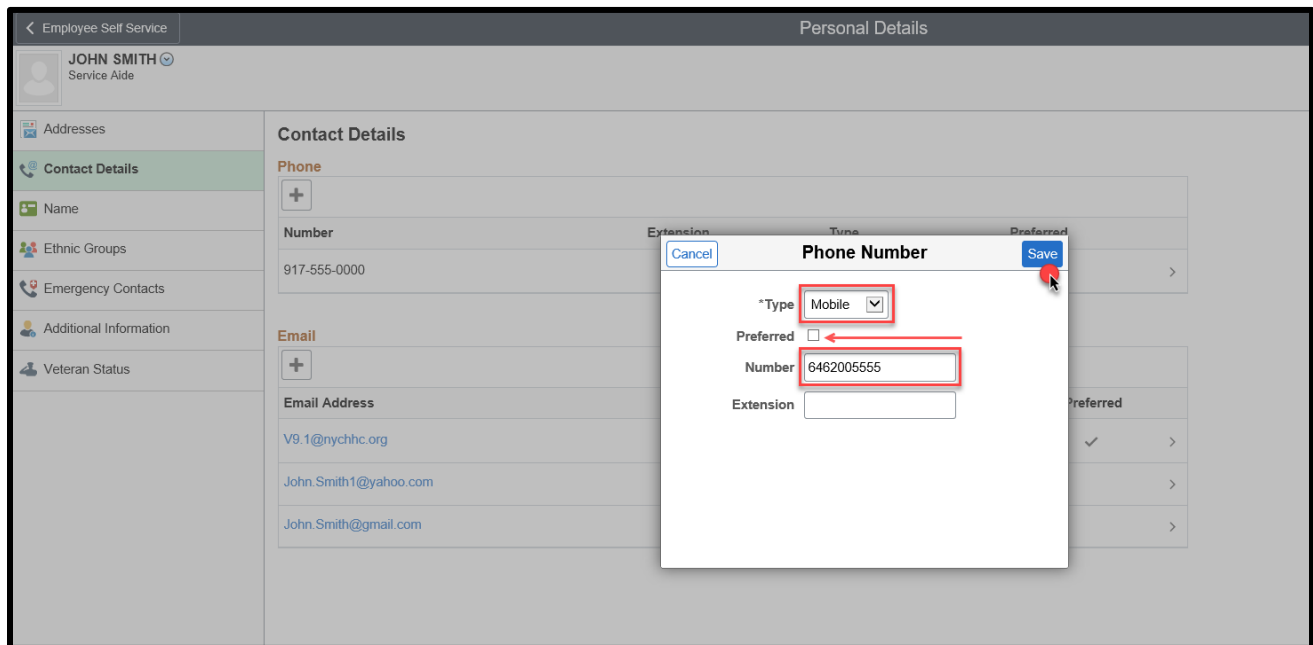 Employee Self Service
Personal Details
JOHN SMITH
Service Aide
Addresses
Contact Details
Name
Ethnic Groups
Emergency Contacts
Additional Information
Veteran Status
Contact Details
Phone
Number Extension Type Preferred
917-555-0000
Email
Email Address Preferred
V9.1@nychhc.org
John.Smith1@yahoo.com
John.Smith@gmail.com
Cancel Phone Number Save
*Type Mobile
Preferred
Number 6462005555
Extension